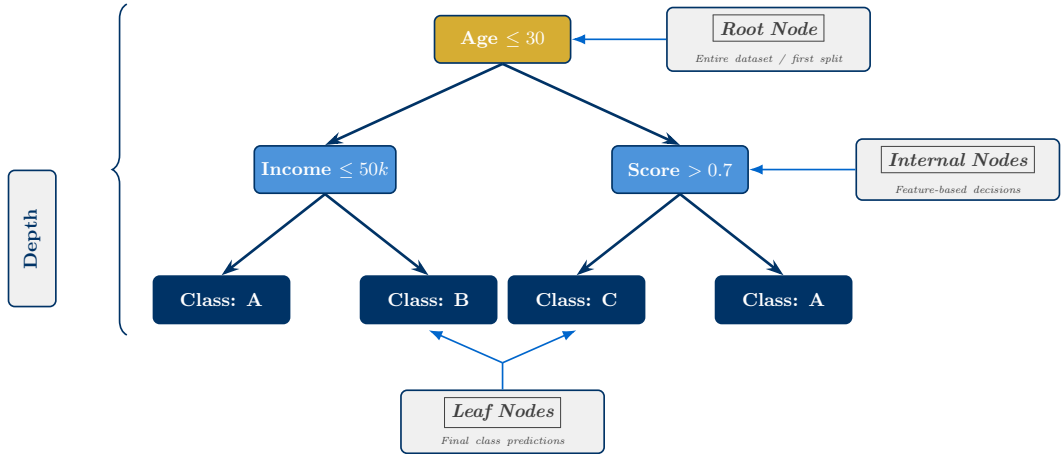 Age ≤ 30
Root Node
Entire dataset / first split
Income ≤ 50k
Score > 0.7
Internal Nodes
Feature-based decisions
Depth
Class: A
Class: B
Class: C
Class: A
Leaf Nodes
Final class predictions